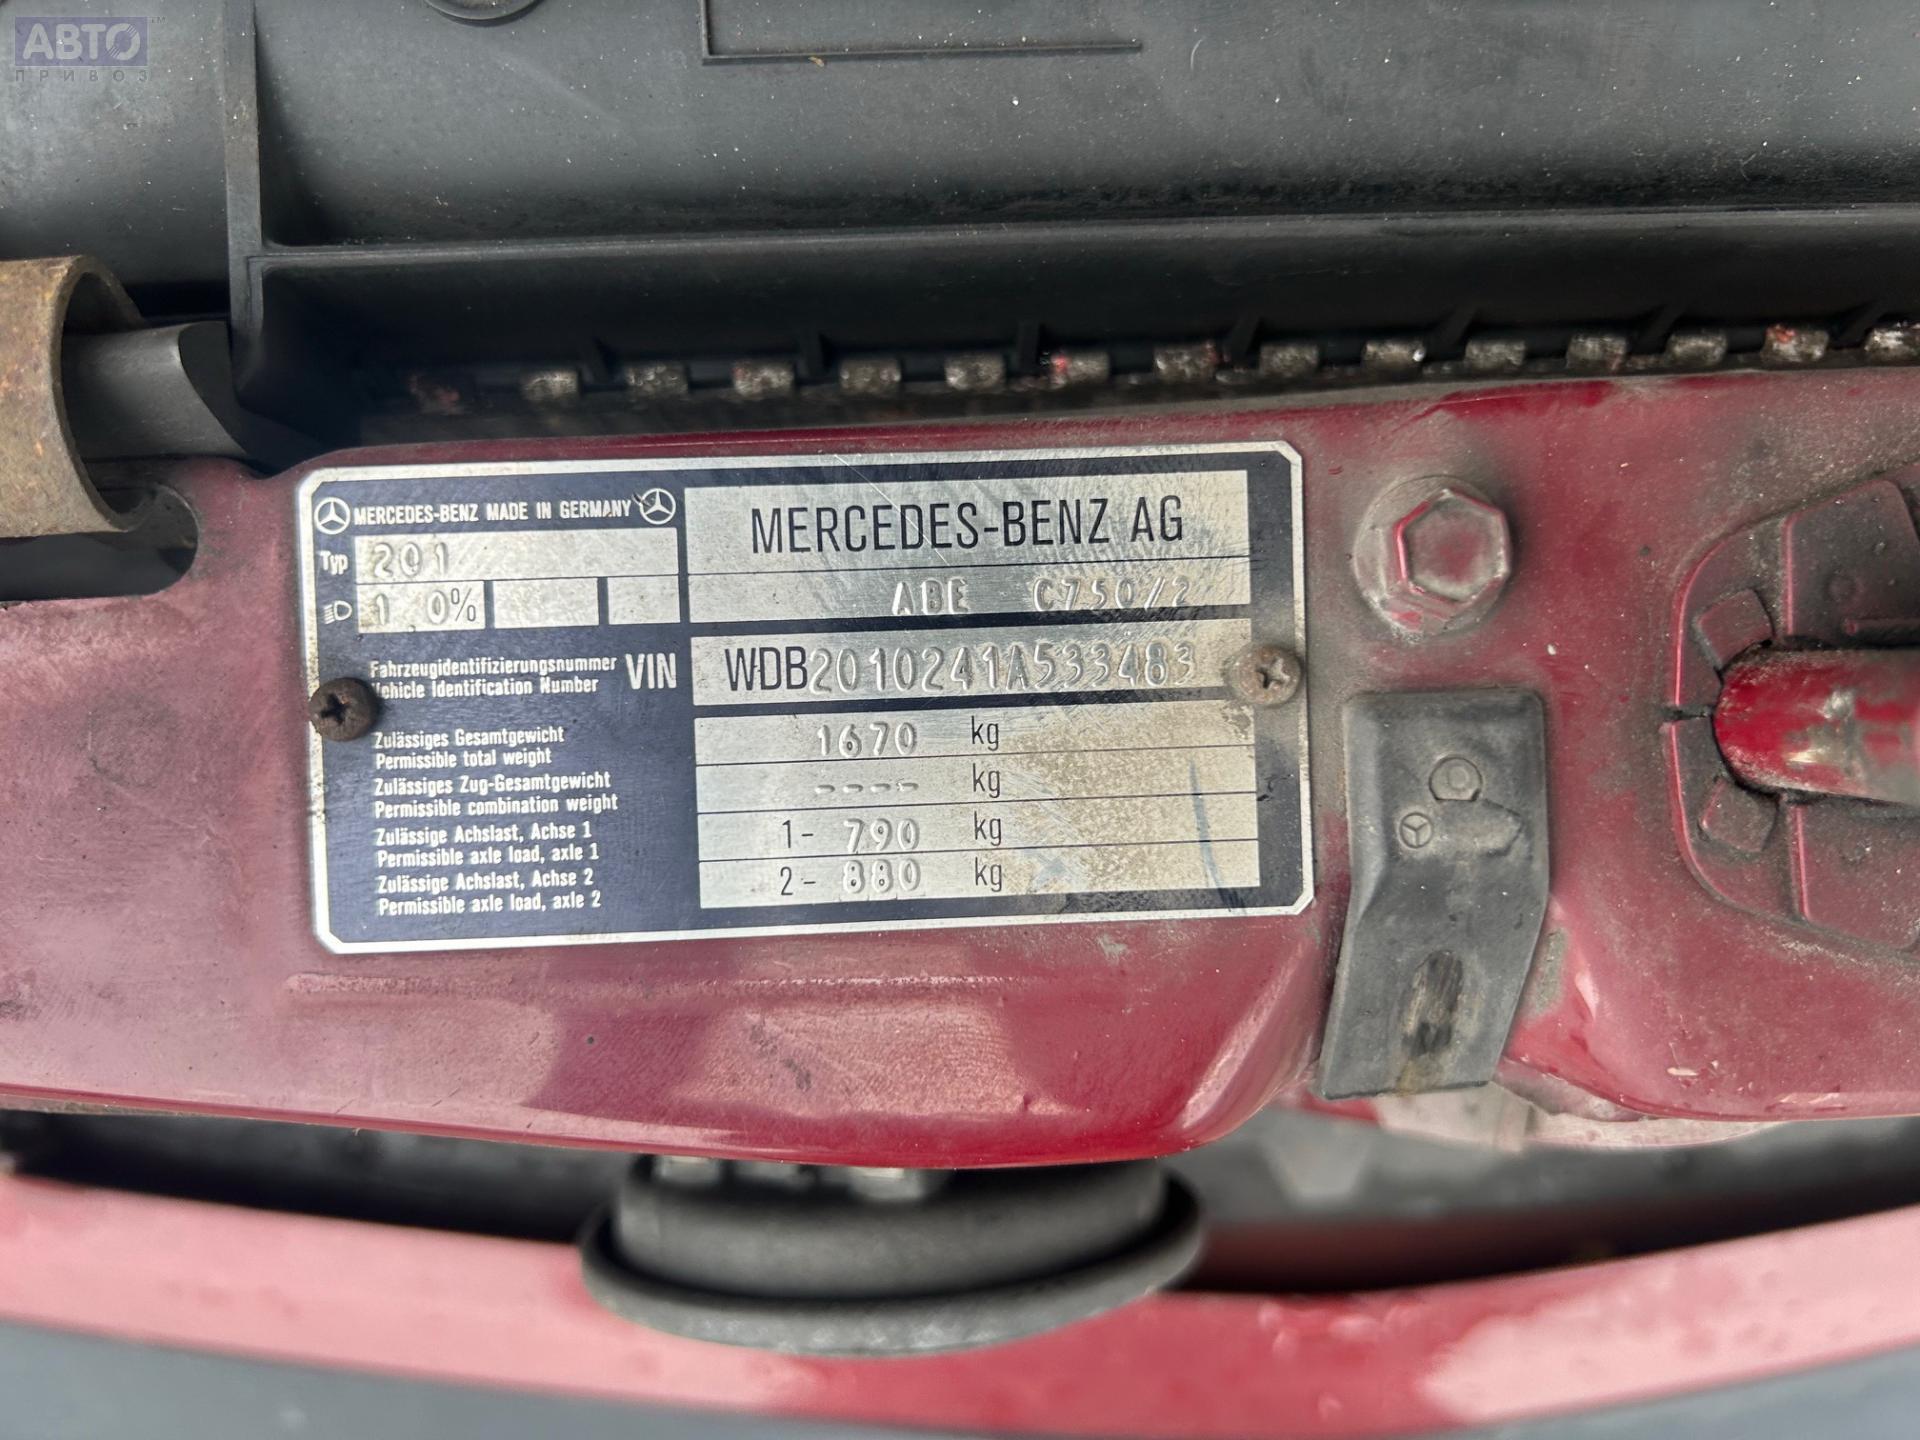 АВТО™
ПРИВОЗ
MERCEDES-BENZ MADE IN GERMANY
MERCEDES-BENZ AG
Typ 201
1,0%
ABE C750/2
Fahrzeugidentifizierungsnummer
Vehicle Identification Number
VIN WDB2010241A533483
Zulässiges Gesamtgewicht
Permissible total weight
1670 kg
Zulässiges Zug-Gesamtgewicht
Permissible combination weight
---- kg
Zulässige Achslast, Achse 1
Permissible axle load, axle 1
1- 790 kg
Zulässige Achslast, Achse 2
Permissible axle load, axle 2
2- 880 kg